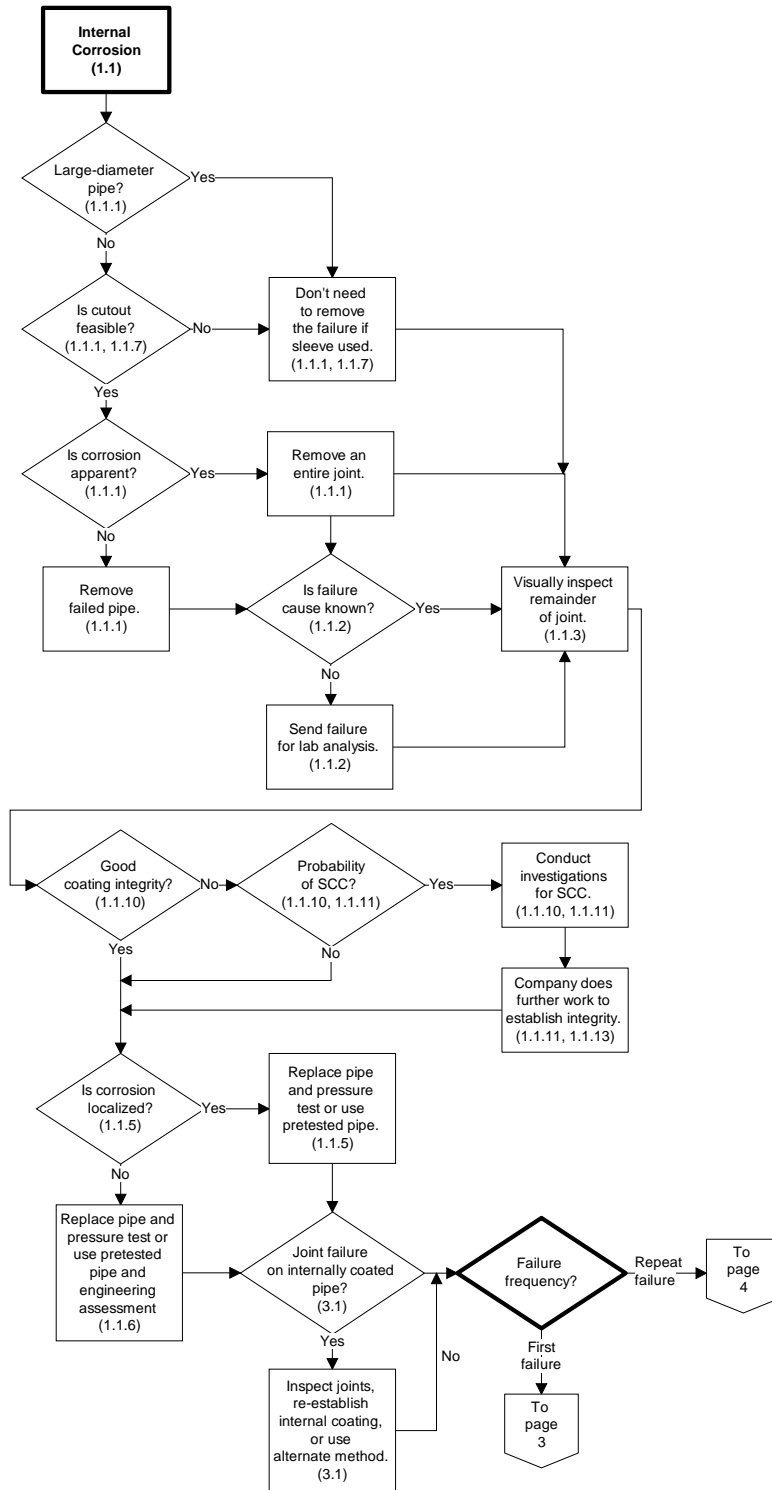 Internal
Corrosion
(1.1)
Large-diameter
pipe?
(1.1.1)
Yes
No
Is cutout
feasible?
(1.1.1, 1.1.7)
No
Don't need
to remove
the failure if
sleeve used.
(1.1.1, 1.1.7)
Yes
Is corrosion
apparent?
(1.1.1)
Yes
Remove an
entire joint.
(1.1.1)
No
Remove
failed pipe.
(1.1.1)
Is failure
cause known?
(1.1.2)
Yes
Visually inspect
remainder
of joint.
(1.1.3)
No
Send failure
for lab analysis.
(1.1.2)
Good
coating integrity?
(1.1.10)
No
Probability
of SCC?
(1.1.10, 1.1.11)
Yes
Conduct
investigations
for SCC.
(1.1.10, 1.1.11)
Yes
No
Company does
further work to
establish integrity.
(1.1.11, 1.1.13)
Is corrosion
localized?
(1.1.5)
Yes
Replace pipe
and pressure
test or use
pretested pipe.
(1.1.5)
No
Replace pipe and
pressure test or
use pretested
pipe and
engineering
assessment
(1.1.6)
Joint failure
on internally coated
pipe?
(3.1)
No
Yes
Inspect joints,
re-establish
internal coating,
or use
alternate method.
(3.1)
Failure
frequency?
Repeat
failure
To
page
4
First
failure
To
page
3